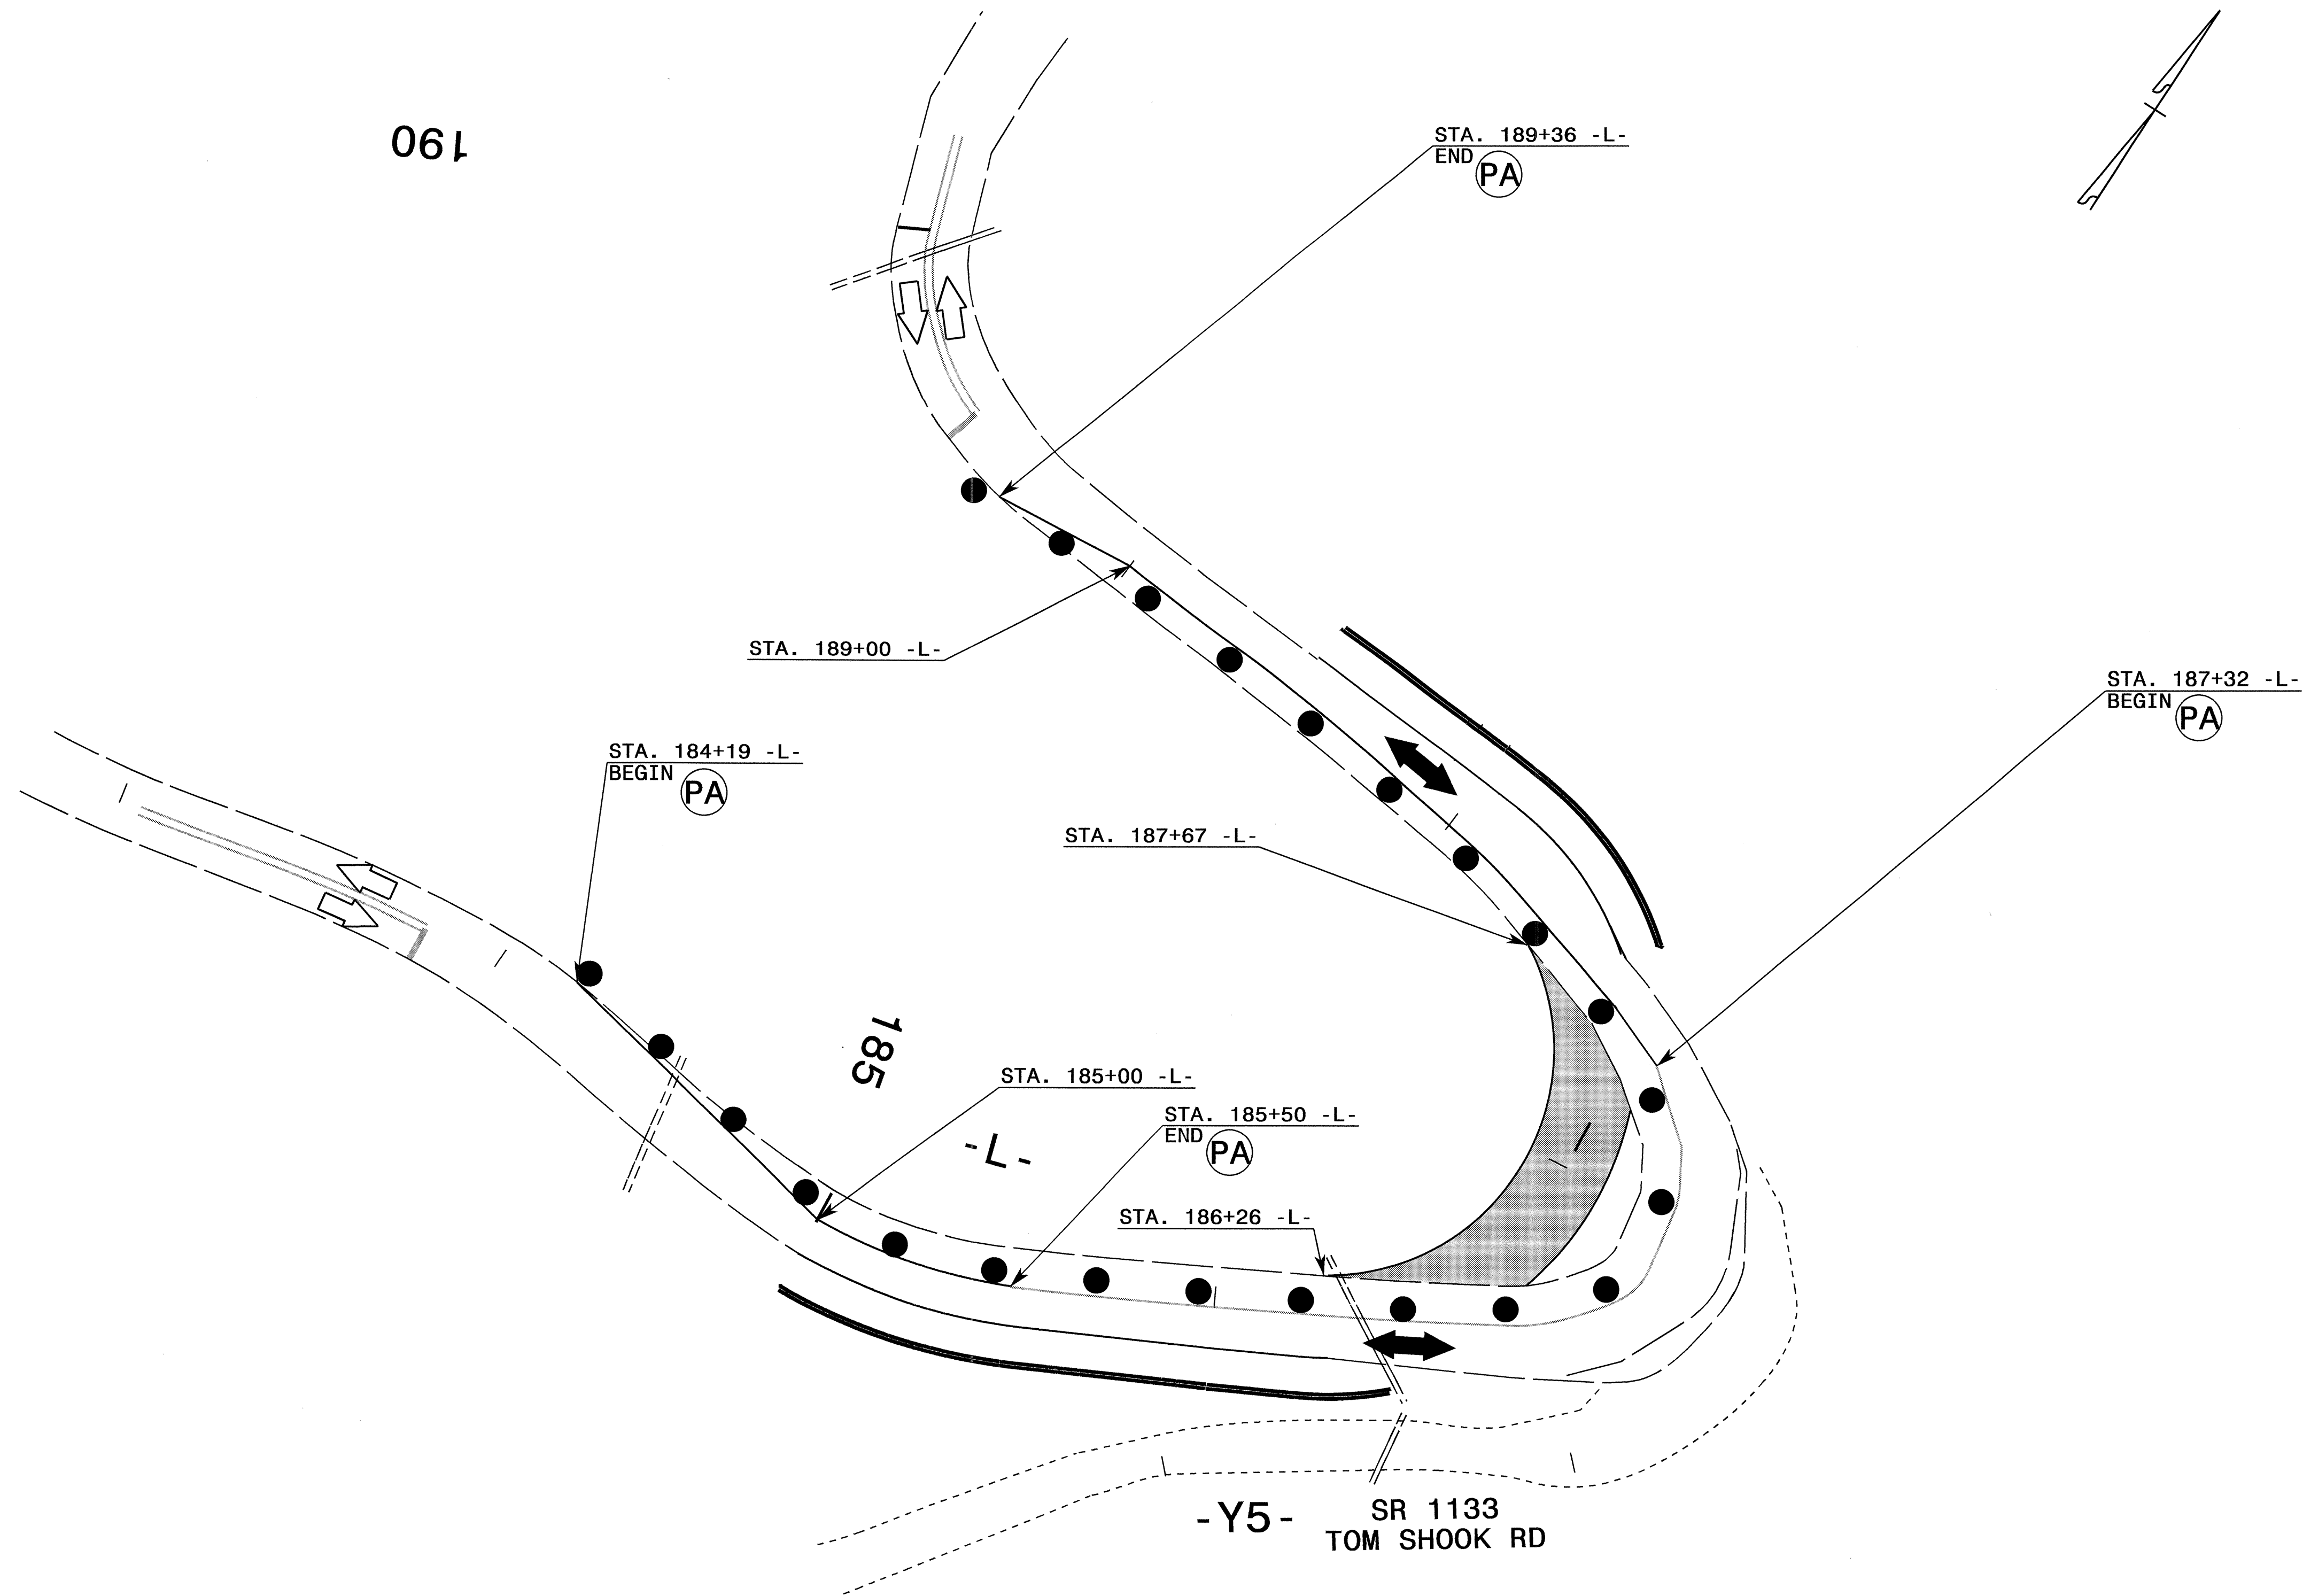 190
STA. 189+36 -L-
END PA
STA. 189+00 -L-
STA. 187+32 -L-
BEGIN PA
STA. 184+19 -L-
BEGIN PA
STA. 187+67 -L-
185
STA. 185+00 -L-
STA. 185+50 -L-
END PA
-L-
STA. 186+26 -L-
-Y5-
SR 1133
TOM SHOOK RD